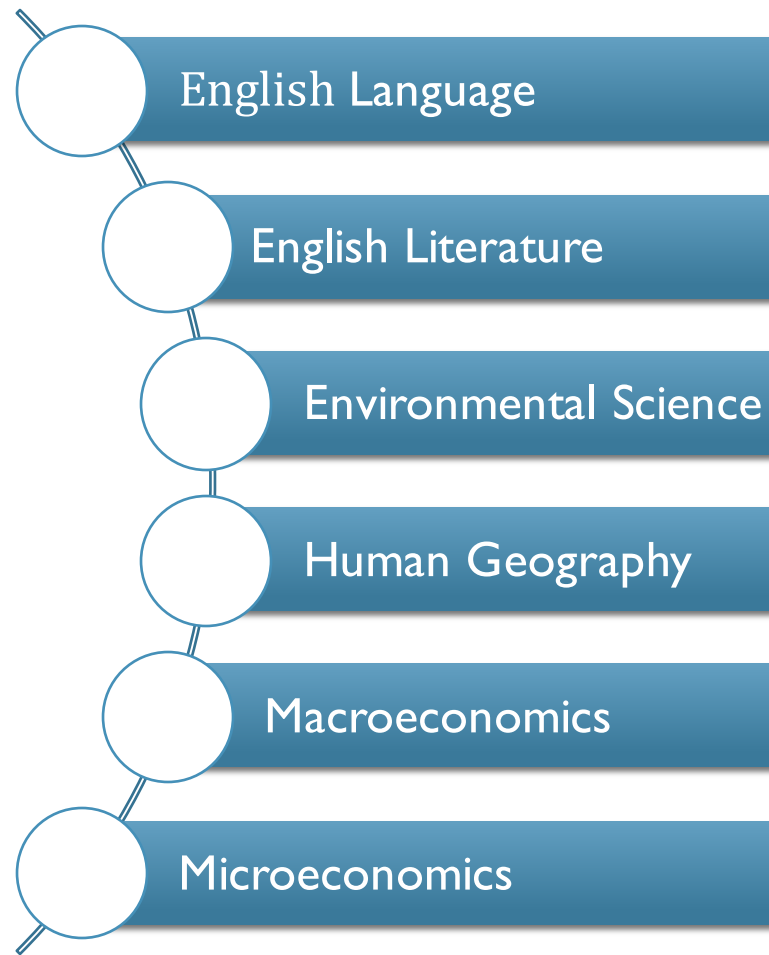 English Language
English Literature
Environmental Science
Human Geography
Macroeconomics
Microeconomics